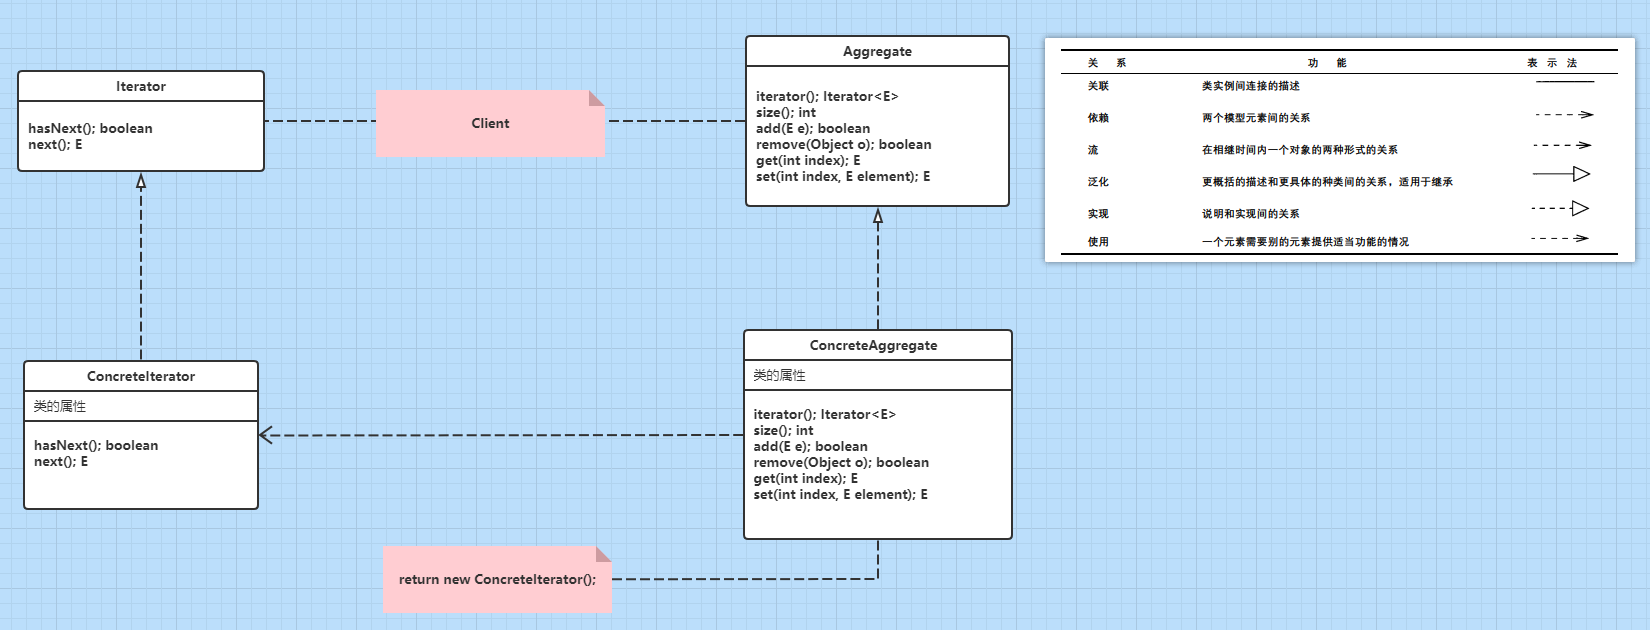 Iterator
hasNext(); boolean
next(); E
Client
Aggregate
iterator(); Iterator<E>
size(); int
add(E e); boolean
remove(Object o); boolean
get(int index); E
set(int index, E element); E
关 系 功 能 表 示 法
关联 类实例间连接的描述
依赖 两个模型元素间的关系
流 在相继时间内一个对象的两种形式的关系
泛化 更概括的描述和更具体的种类间的关系，适用于继承
实现 说明和实现间的关系
使用 一个元素需要别的元素提供适当功能的情况
ConcreteIterator
类的属性
hasNext(); boolean
next(); E
ConcreteAggregate
类的属性
iterator(); Iterator<E>
size(); int
add(E e); boolean
remove(Object o); boolean
get(int index); E
set(int index, E element); E
return new ConcreteIterator();